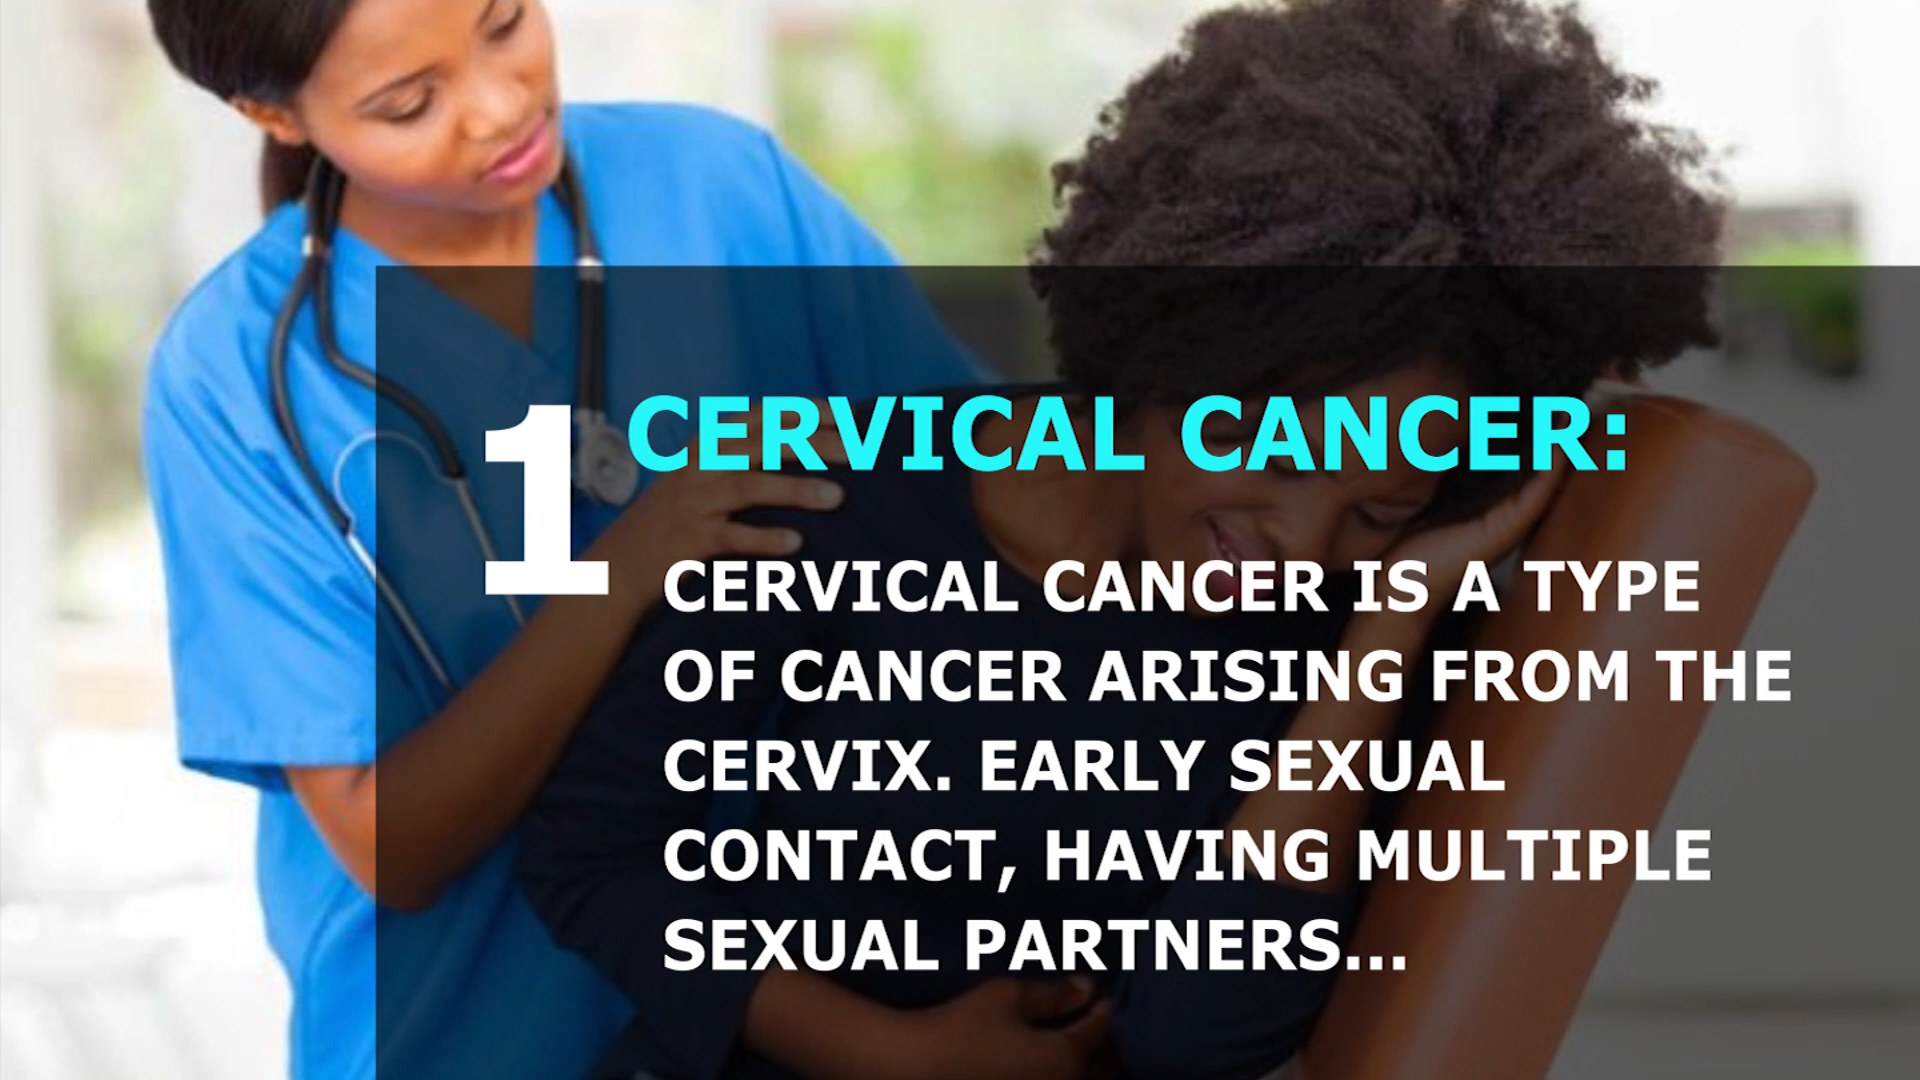 1
CERVICAL CANCER:
CERVICAL CANCER IS A TYPE
OF CANCER ARISING FROM THE
CERVIX. EARLY SEXUAL
CONTACT, HAVING MULTIPLE
SEXUAL PARTNERS...